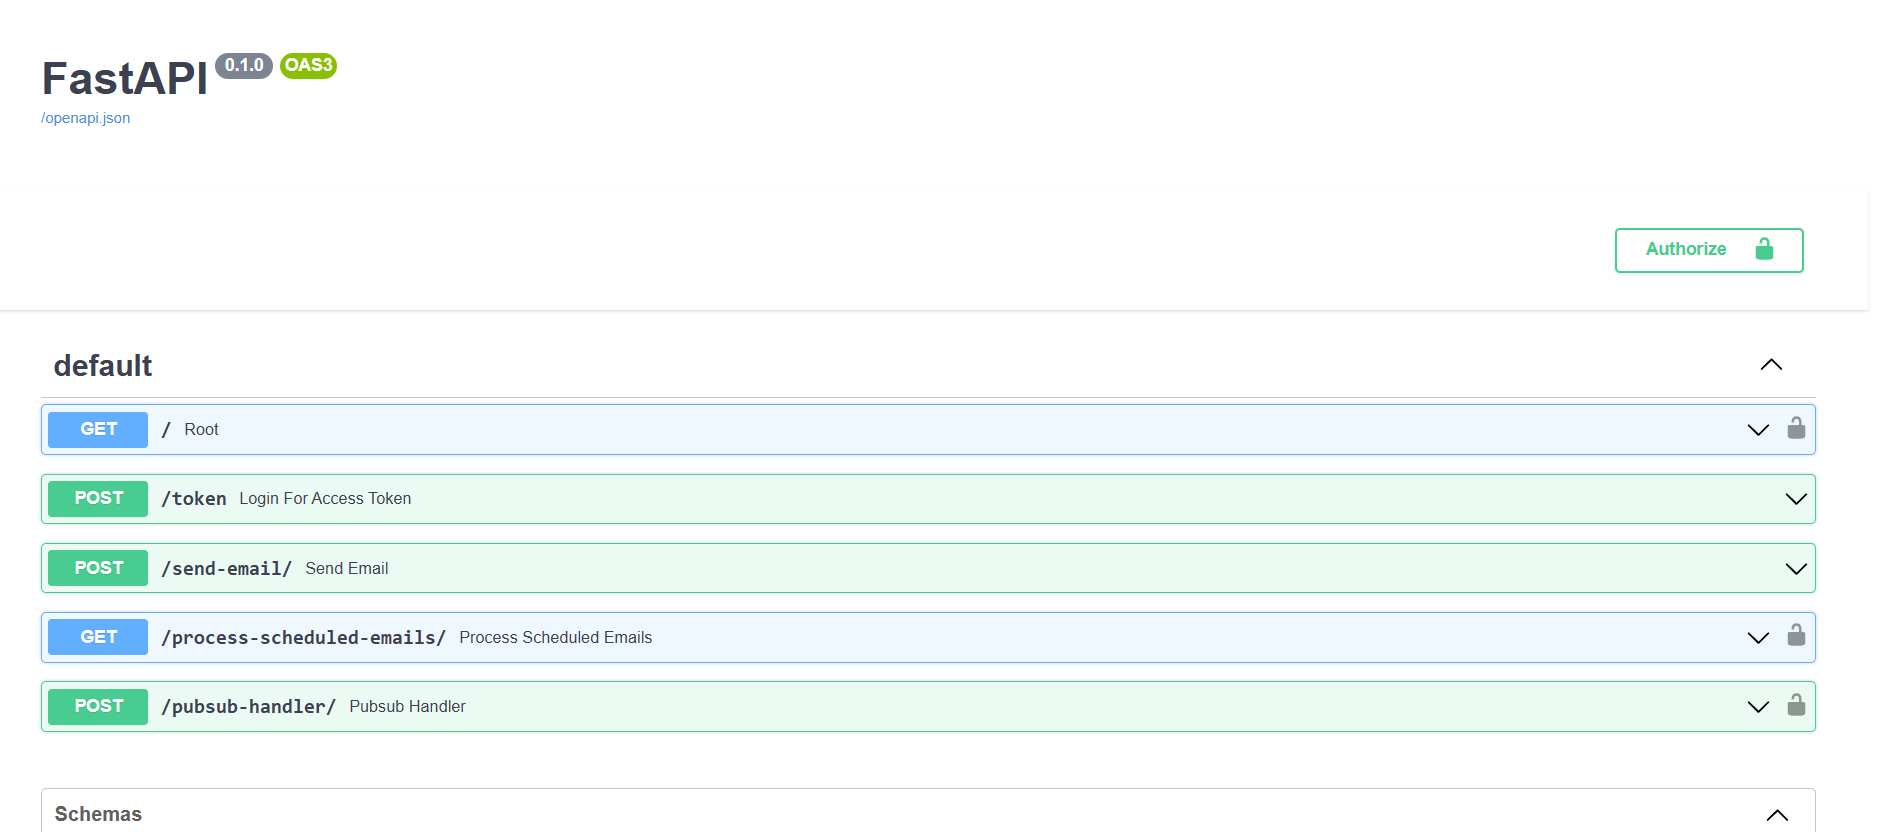 FastAPI 0.1.0 OAS3
/openapi.json
Authorize
default
GET / Root
POST /token Login For Access Token
POST /send-email/ Send Email
GET /process-scheduled-emails/ Process Scheduled Emails
POST /pubsub-handler/ Pubsub Handler
Schemas